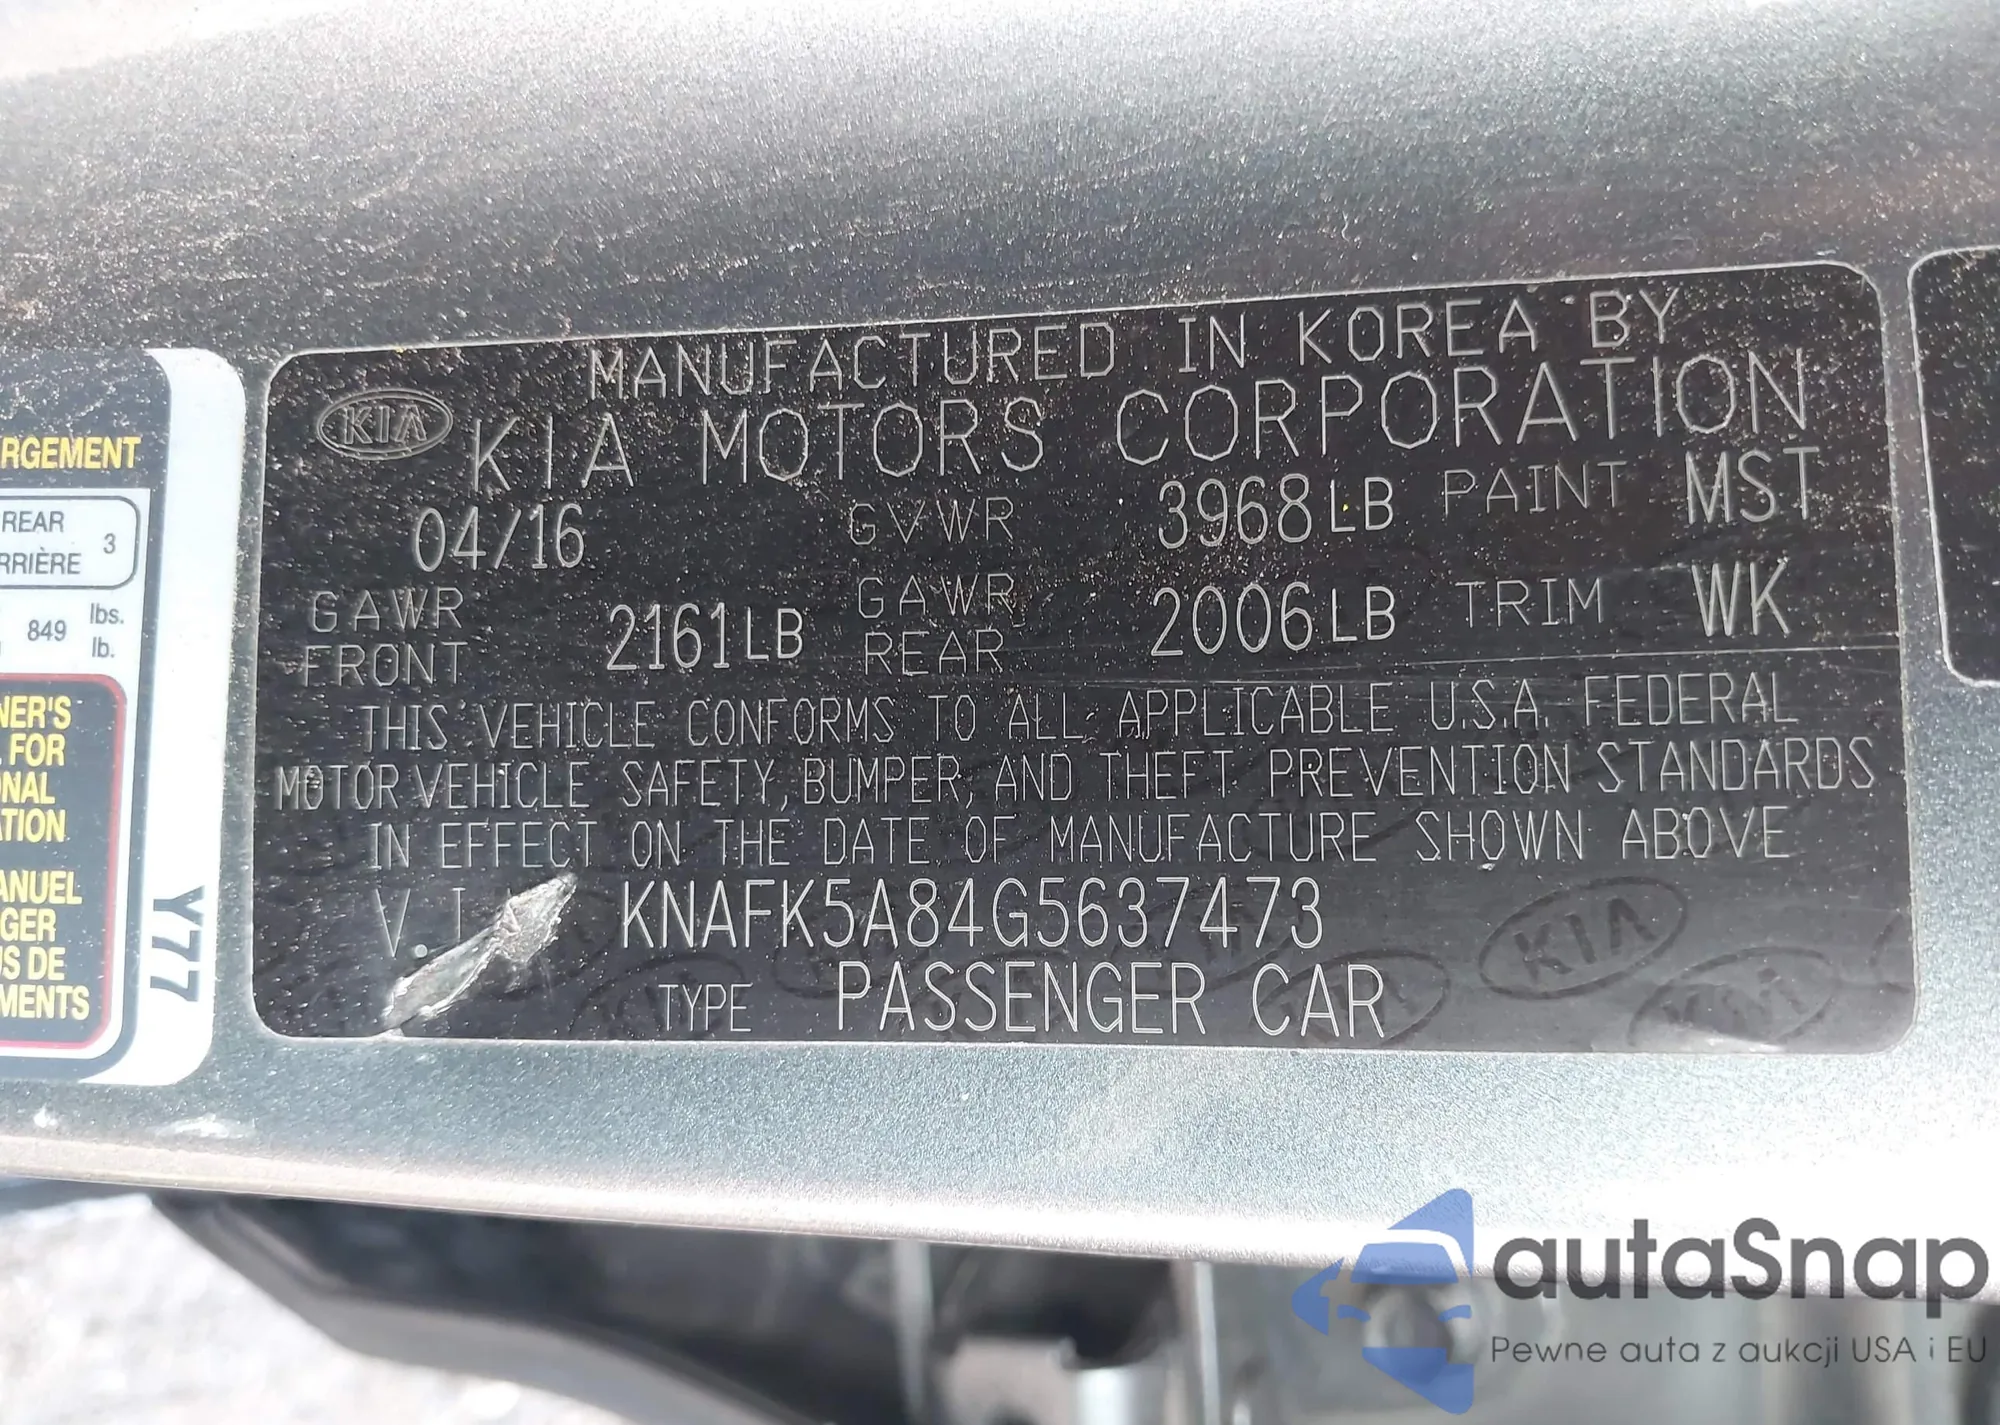 RGEMENT
REAR
RRIÈRE 3
849 lbs.
lb.
NER'S
FOR
ONAL
ATION
ANUEL
GER
US DE
MENTS
Y77
MANUFACTURED IN KOREA BY
KIA KIA MOTORS CORPORATION
04/16 GVWR 3968LB PAINT MST
GAWR FRONT 2161LB GAWR REAR 2006LB TRIM WK
THIS VEHICLE CONFORMS TO ALL APPLICABLE U.S.A. FEDERAL
MOTOR VEHICLE SAFETY, BUMPER, AND THEFT PREVENTION STANDARDS
IN EFFECT ON THE DATE OF MANUFACTURE SHOWN ABOVE
V.I KNAFK5A84G5637473
TYPE PASSENGER CAR
KIA
KIA
autaSnap
Pewne auta z aukcji USA i EU